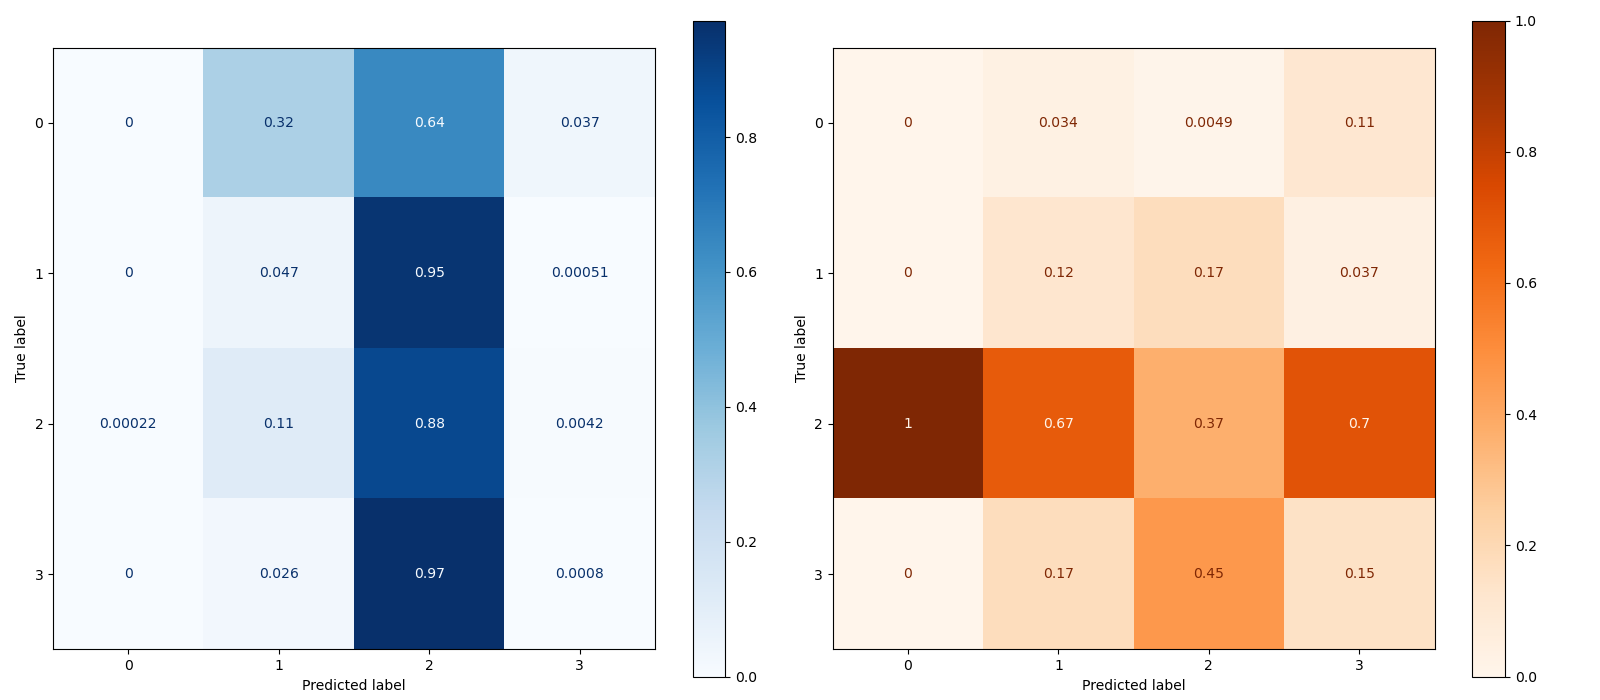 0 0 0.32 0.64 0.037
1 0 0.047 0.95 0.00051
2 0.00022 0.11 0.88 0.0042
3 0 0.026 0.97 0.0008
0 1 2 3
Predicted label
True label
0.8
0.6
0.4
0.2
0.0
0 0 0.034 0.0049 0.11
1 0 0.12 0.17 0.037
2 1 0.67 0.37 0.7
3 0 0.17 0.45 0.15
0 1 2 3
Predicted label
True label
1.0
0.8
0.6
0.4
0.2
0.0